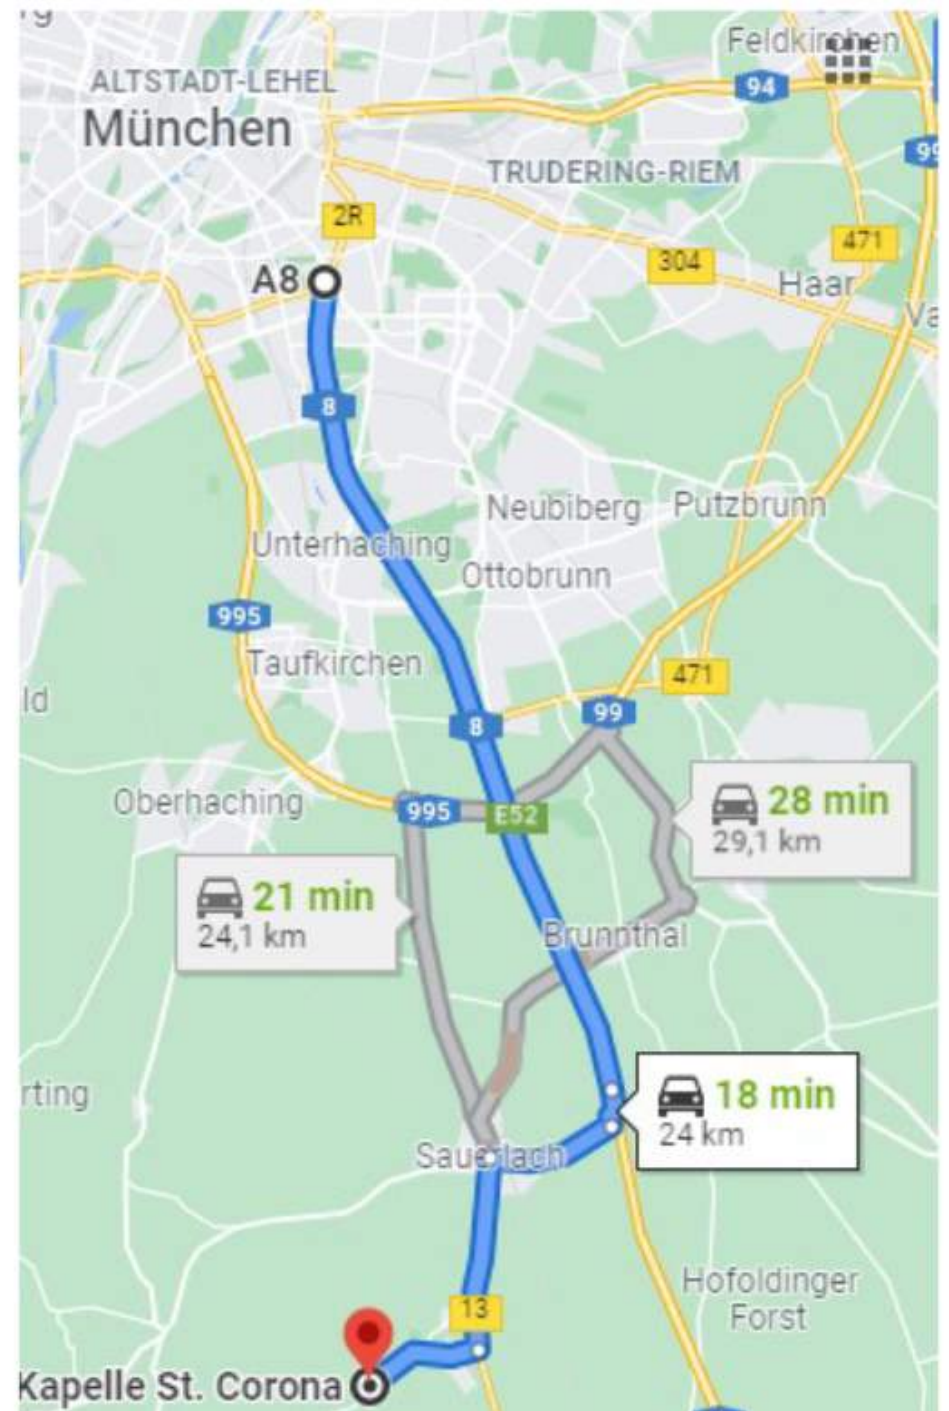 Feldkirchen
ALTSTADT-LEHEL
94
München
99
TRUDERING-RIEM
2R
471
304
A8
Haar
8
Neubiberg
Putzbrunn
Unterhaching
Ottobrunn
995
Taufkirchen
471
99
8
Oberhaching
995
E52
28 min
29,1 km
21 min
24,1 km
Brunnthal
18 min
24 km
Sauerlach
Hofoldinger
Forst
13
Kapelle St. Corona